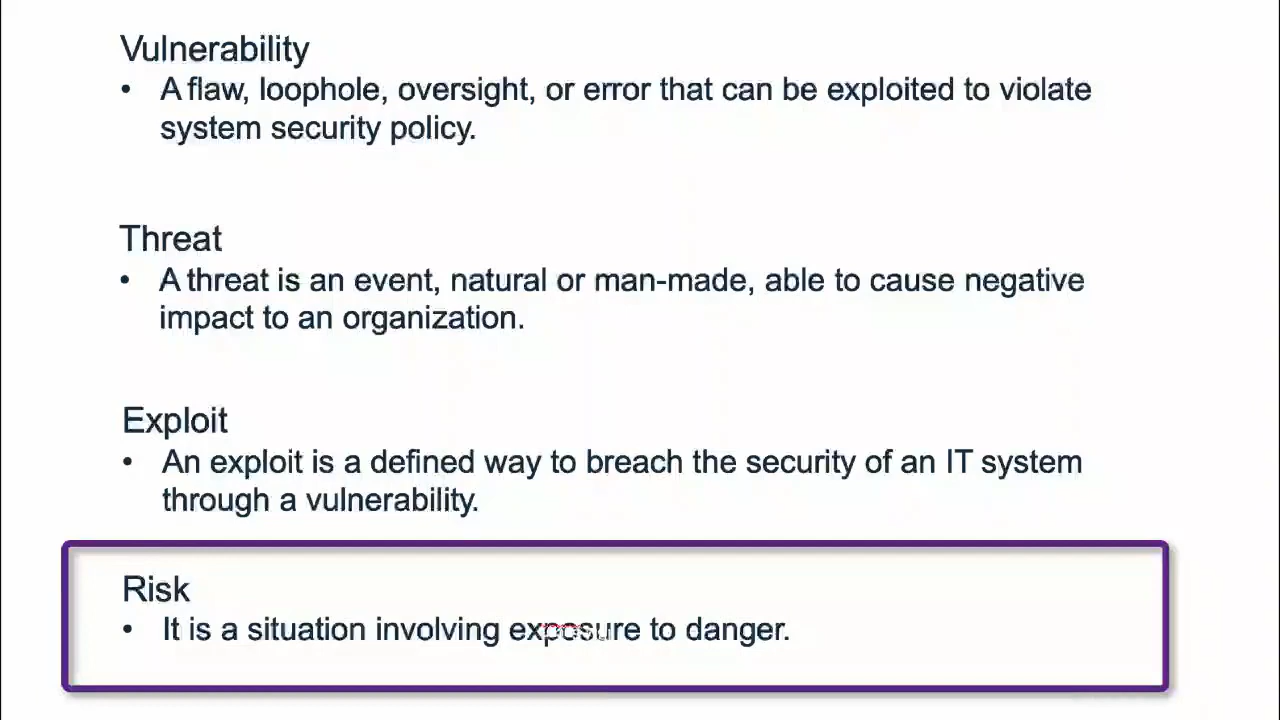 Vulnerability
• A flaw, loophole, oversight, or error that can be exploited to violate
system security policy.
Threat
• A threat is an event, natural or man-made, able to cause negative
impact to an organization.
Exploit
• An exploit is a defined way to breach the security of an IT system
through a vulnerability.
Risk
• It is a situation involving exposure to danger.